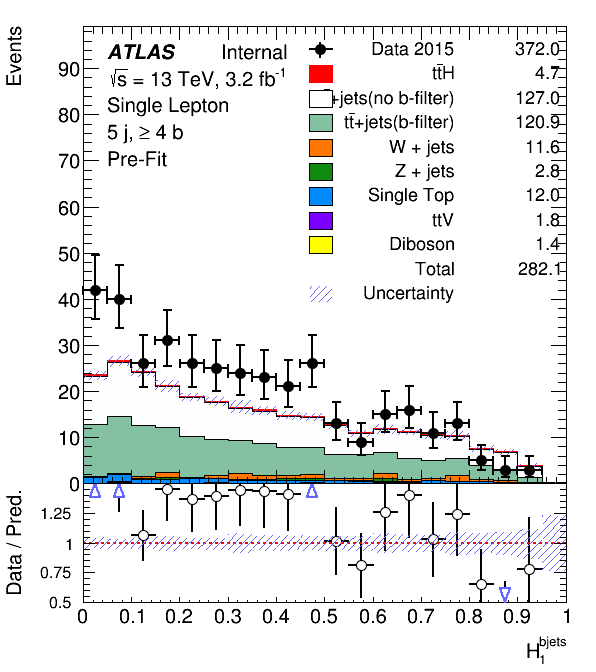 Events
ATLAS Internal
√s = 13 TeV, 3.2 fb⁻¹
Single Lepton
5 j, ≥ 4 b
Pre-Fit
Data 2015 372.0
tt̄H 4.7
t̄+jets(no b-filter) 127.0
tt̄+jets(b-filter) 120.9
W + jets 11.6
Z + jets 2.8
Single Top 12.0
ttV 1.8
Diboson 1.4
Total 282.1
Uncertainty
90
80
70
60
50
40
30
20
10
0
Data / Pred.
1.25
1
0.75
0.5
0 0.1 0.2 0.3 0.4 0.5 0.6 0.7 0.8 0.9 1
H₁^bjets